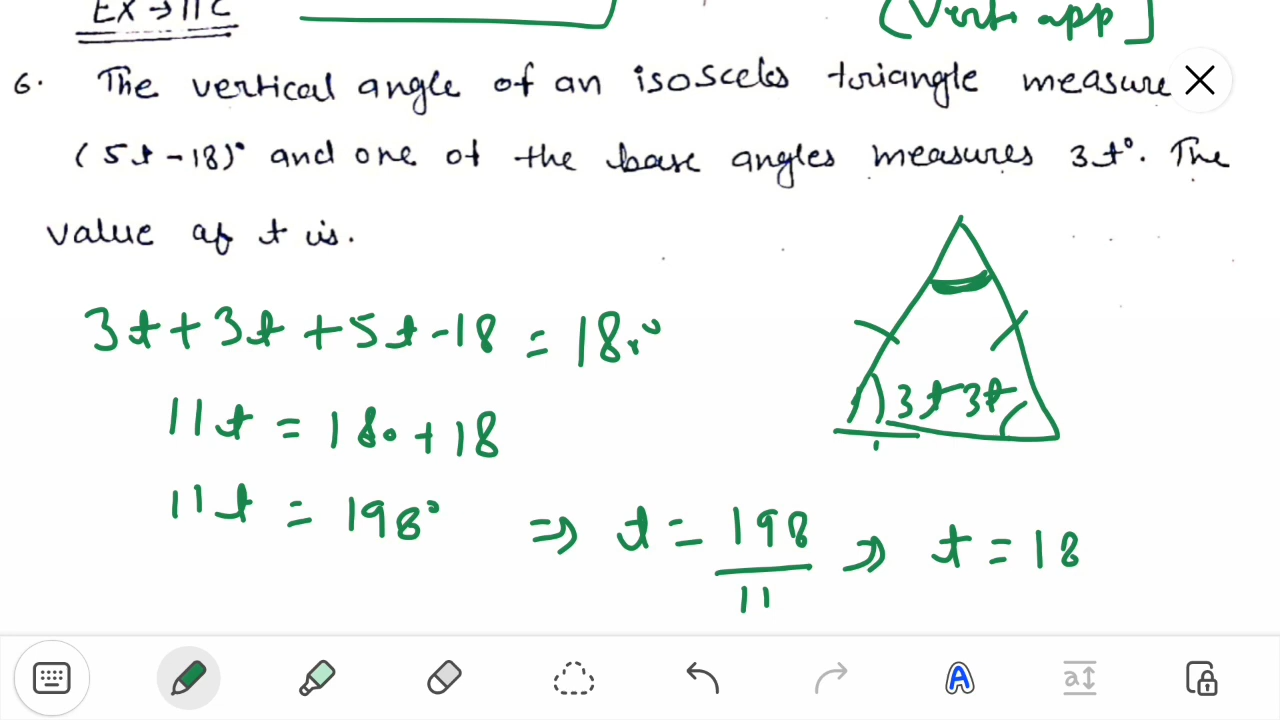 EX → 11C
(Vert. app]
6. The vertical angle of an isosceles toriangle measure
(5t-18)° and one of the base angles measures 3t°. The
value of t is.
3t+3t+5t-18 = 180°
11t = 180+18
11t = 198° ⇒ t = 198/11 ⇒ t = 18
3t 3t
A
a